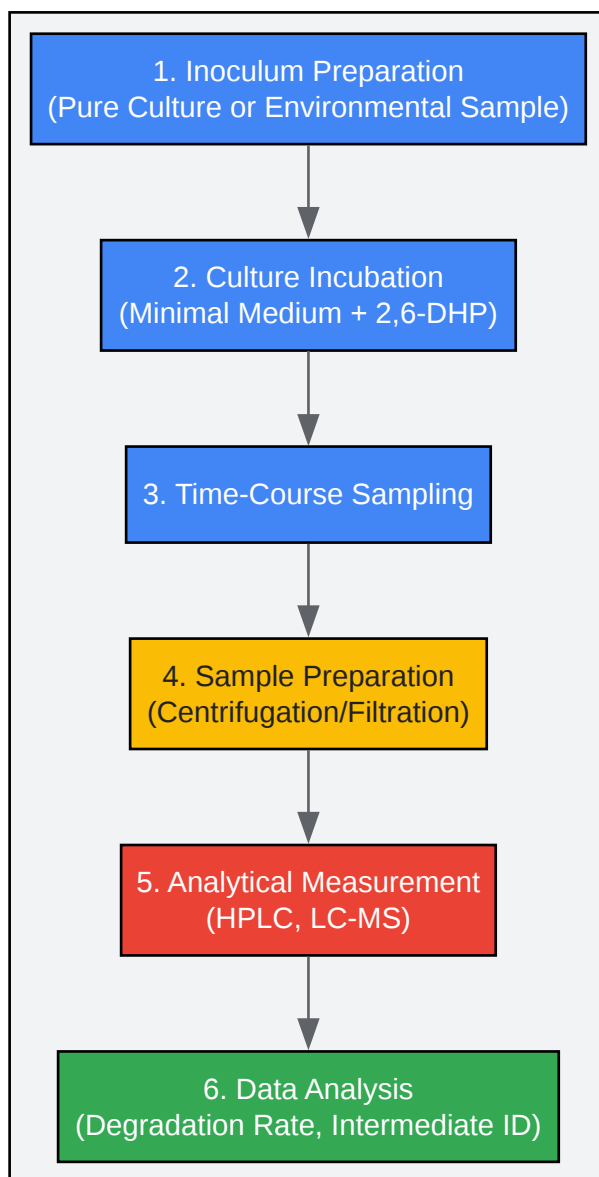 1. Inoculum Preparation
(Pure Culture or Environmental Sample)
2. Culture Incubation
(Minimal Medium + 2,6-DHP)
3. Time-Course Sampling
4. Sample Preparation
(Centrifugation/Filtration)
5. Analytical Measurement
(HPLC, LC-MS)
6. Data Analysis
(Degradation Rate, Intermediate ID)